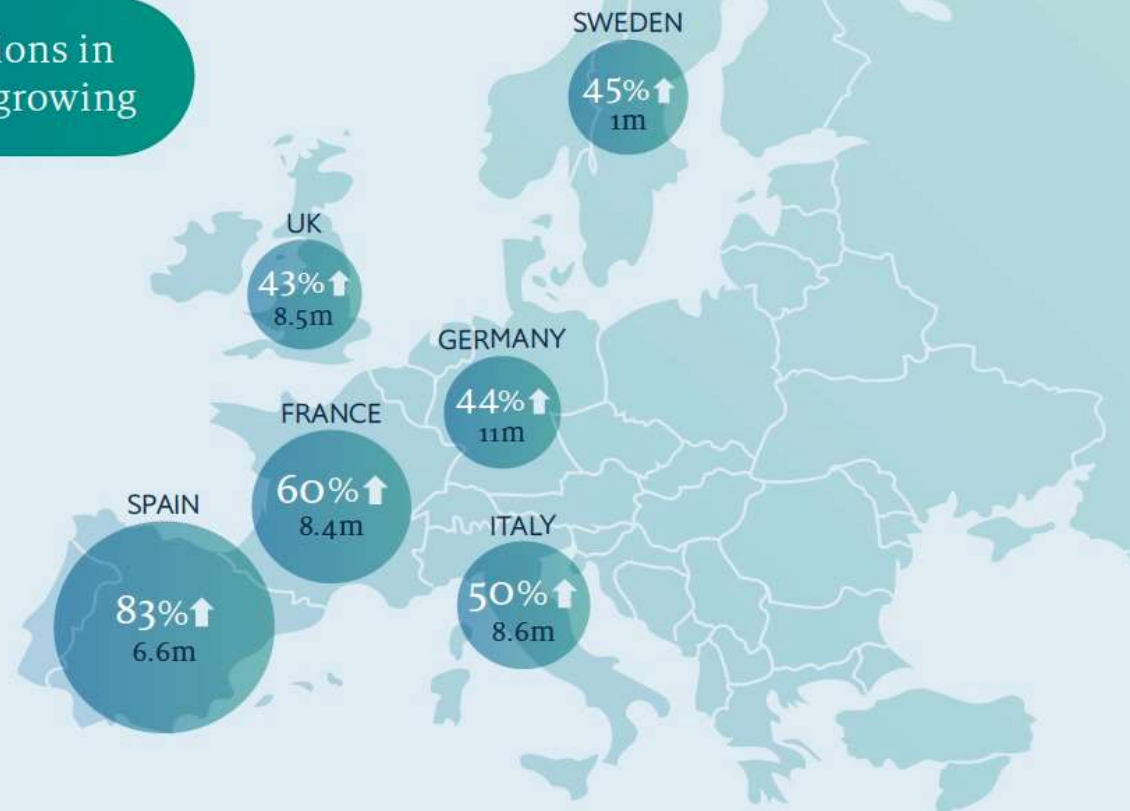 in
growing
SWEDEN
45%
1m
UK
43%
8.5m
GERMANY
44%
11m
FRANCE
60%
8.4m
SPAIN
83%
6.6m
ITALY
50%
8.6m